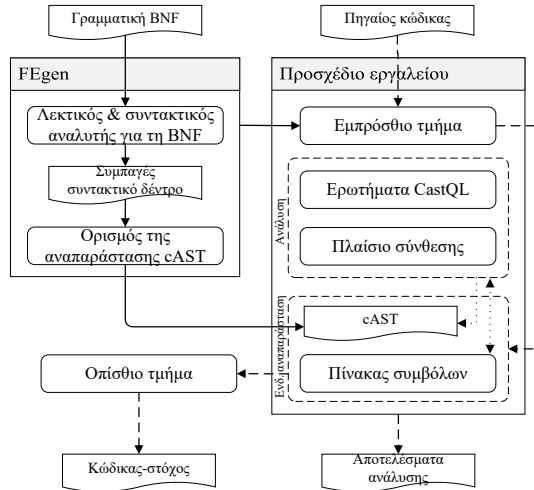 Γραμματική BNF
Πηγαίος κώδικας
FEgen
Προσχέδιο εργαλείου
Λεκτικός & συντακτικός
αναλυτής για τη BNF
Εμπρόσθιο τμήμα
Συμπαγές
συντακτικό δέντρο
Ανάλυση
Ερωτήματα CastQL
Πλαίσιο σύνθεσης
Ορισμός της
αναπαράστασης cAST
Ενδ. αναπαράσταση
cAST
Πίνακας συμβόλων
Οπίσθιο τμήμα
Κώδικας-στόχος
Αποτελέσματα
ανάλυσης